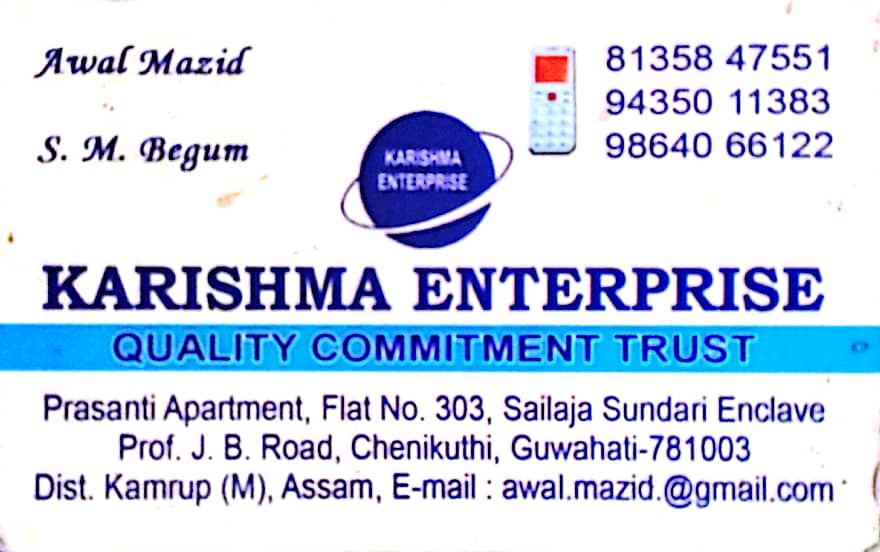 Awal Mazid
S. M. Begum
81358 47551
94350 11383
98640 66122
KARISHMA
ENTERPRISE
KARISHMA ENTERPRISE
QUALITY COMMITMENT TRUST
Prasanti Apartment, Flat No. 303, Sailaja Sundari Enclave
Prof. J. B. Road, Chenikuthi, Guwahati-781003
Dist. Kamrup (M), Assam, E-mail : awal.mazid.@gmail.com